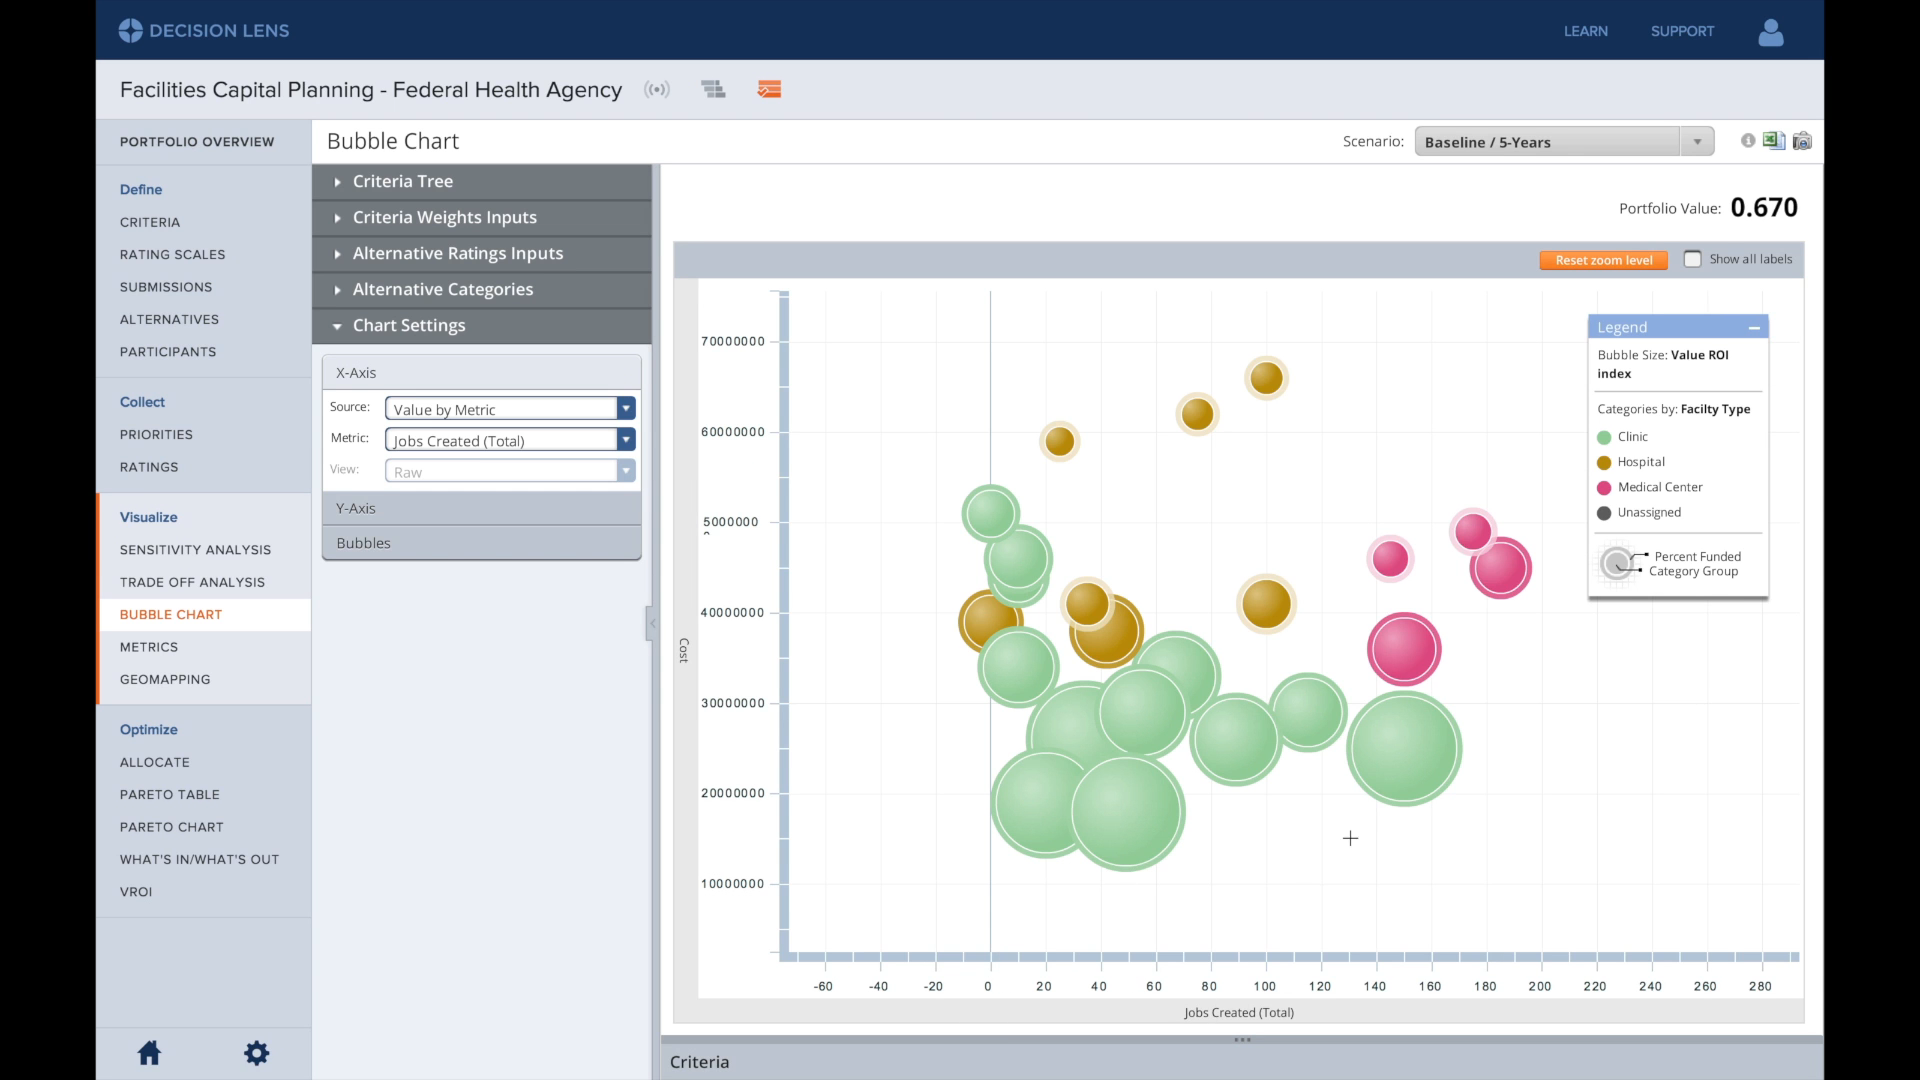 DECISION LENS
LEARN
SUPPORT
Facilities Capital Planning - Federal Health Agency
PORTFOLIO OVERVIEW
Define
CRITERIA
RATING SCALES
SUBMISSIONS
ALTERNATIVES
PARTICIPANTS
Collect
PRIORITIES
RATINGS
Visualize
SENSITIVITY ANALYSIS
TRADE OFF ANALYSIS
BUBBLE CHART
METRICS
GEOMAPPING
Optimize
ALLOCATE
PARETO TABLE
PARETO CHART
WHAT'S IN/WHAT'S OUT
VROI
Bubble Chart
Scenario: Baseline / 5-Years
Criteria Tree
Criteria Weights Inputs
Alternative Ratings Inputs
Alternative Categories
Chart Settings
X-Axis
Source: Value by Metric
Metric: Jobs Created (Total)
View: Raw
Y-Axis
Bubbles
Portfolio Value: 0.670
Reset zoom level
Show all labels
70000000
60000000
5000000
40000000
30000000
20000000
10000000
Cost
-60 -40 -20 0 20 40 60 80 100 120 140 160 180 200 220 240 260 280
Jobs Created (Total)
Legend
Bubble Size: Value ROI
index
Categories by: Facilty Type
Clinic
Hospital
Medical Center
Unassigned
Percent Funded
Category Group
Criteria